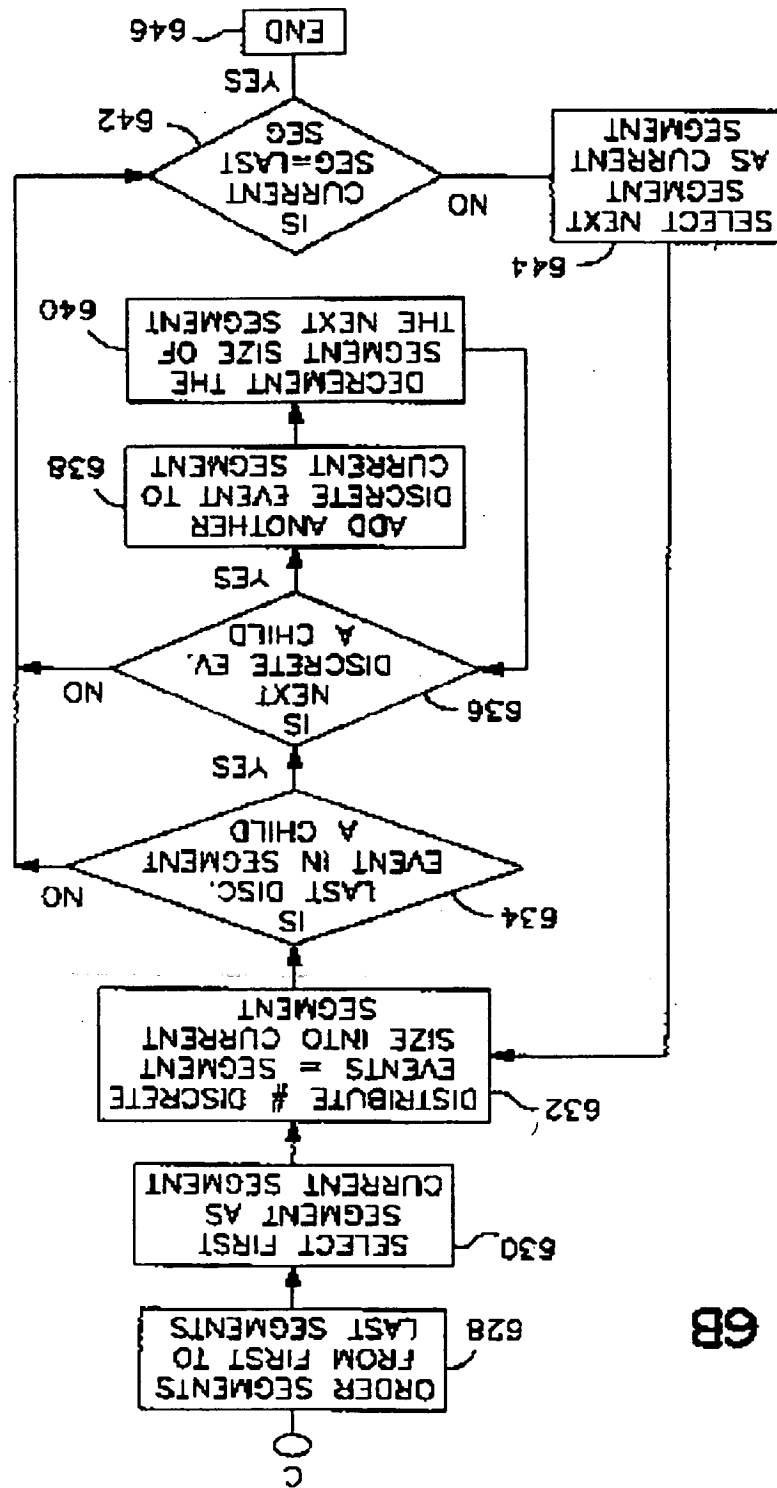 C
ORDER SEGMENTS
FROM FIRST TO
LAST SEGMENTS
628
6B
SELECT FIRST
SEGMENT AS
CURRENT SEGMENT
630
DISTRIBUTE # DISCRETE
EVENTS = SEGMENT
SIZE INTO CURRENT
SEGMENT
632
IS
LAST DISC.
EVENT IN SEGMENT
A CHILD
634
NO
YES
IS
NEXT
DISCRETE EV.
A CHILD
636
NO
YES
ADD ANOTHER
DISCRETE EVENT TO
CURRENT SEGMENT
638
DECREMENT THE
SEGMENT SIZE OF
THE NEXT SEGMENT
640
SELECT NEXT
SEGMENT
AS CURRENT
SEGMENT
644
IS
CURRENT
SEG=LAST
SEG
642
NO
YES
END
646